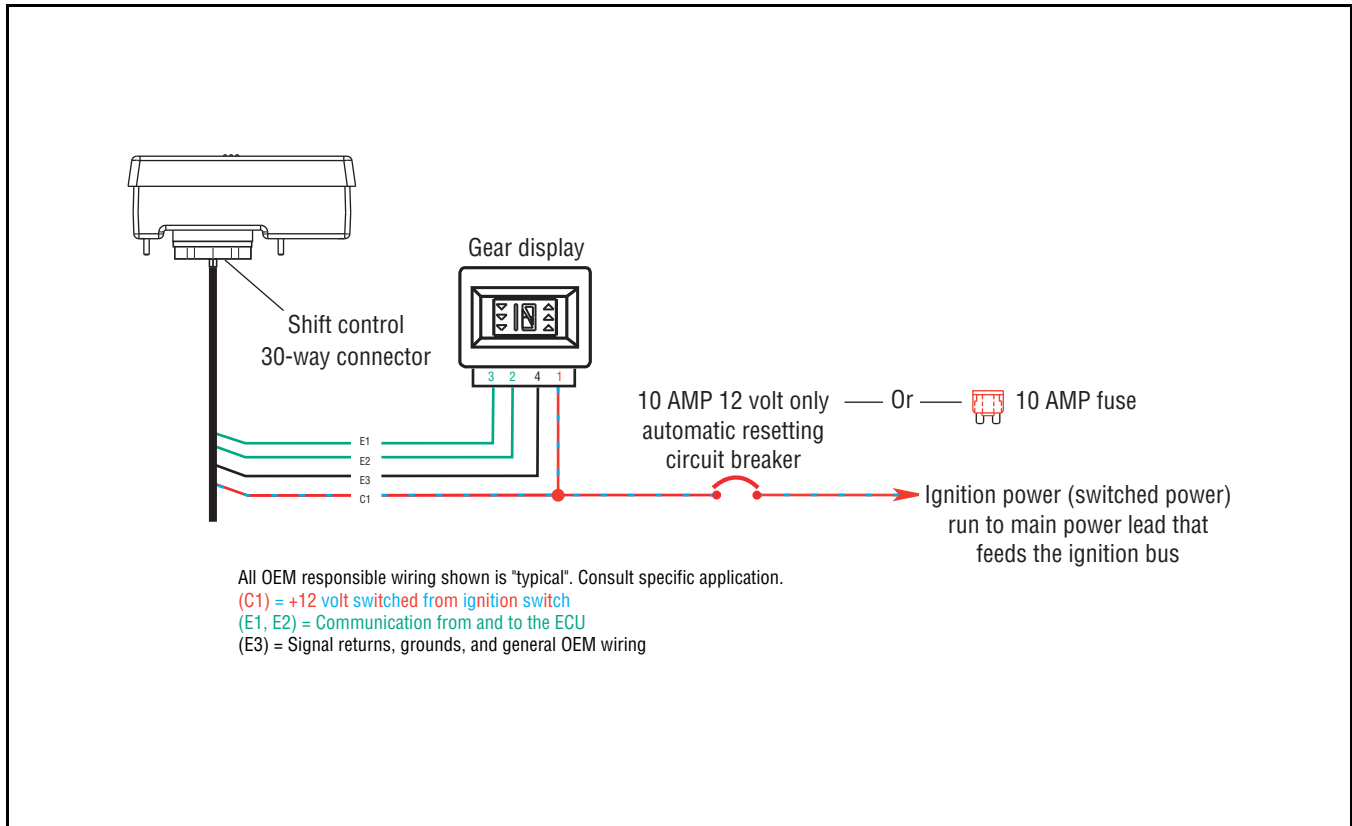 Gear display
Shift control
30-way connector
3 2 4 1
10 AMP 12 volt only
automatic resetting
circuit breaker
Or
10 AMP fuse
E1
E2
E3
C1
Ignition power (switched power)
run to main power lead that
feeds the ignition bus
All OEM responsible wiring shown is "typical". Consult specific application.
(C1) = +12 volt switched from ignition switch
(E1, E2) = Communication from and to the ECU
(E3) = Signal returns, grounds, and general OEM wiring